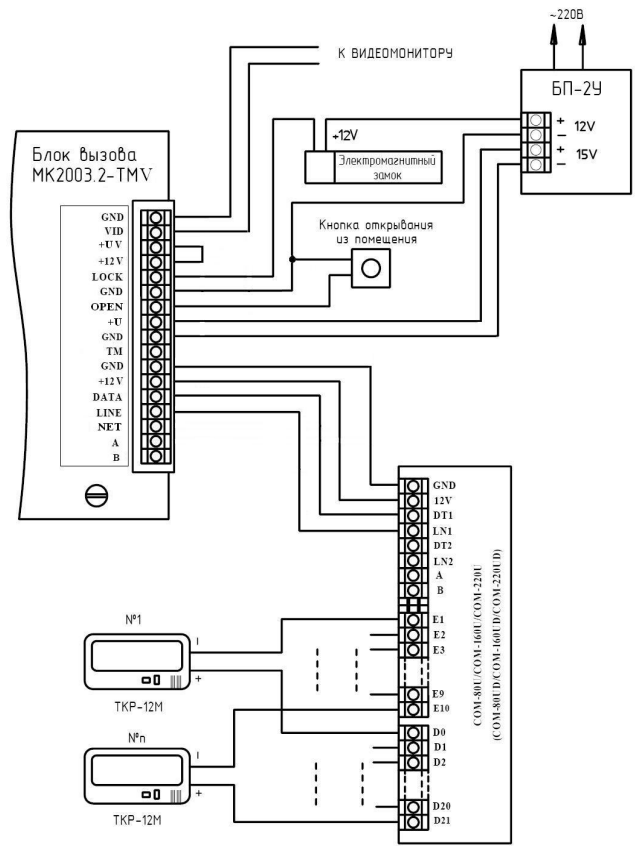 ~220В
К ВИДЕОМОНИТОРУ
БП-2У
+
12V
−
+
15V
−
+12V
Электромагнитный
замок
Блок вызова
МК2003.2-TMV
Кнопка открывания
из помещения
GND
VID
+UV
+12V
LOCK
GND
OPEN
+U
GND
TM
GND
+12V
DATA
LINE
NET
A
B
GND
12V
DT1
LN1
DT2
LN2
A
B
E1
E2
E3
E9
E10
D0
D1
D2
D20
D21
COM-80U/COM-160U/COM-220U
(COM-80UD/COM-160UD/COM-220UD)
№1
−
+
ТКР-12М
№n
−
+
ТКР-12М